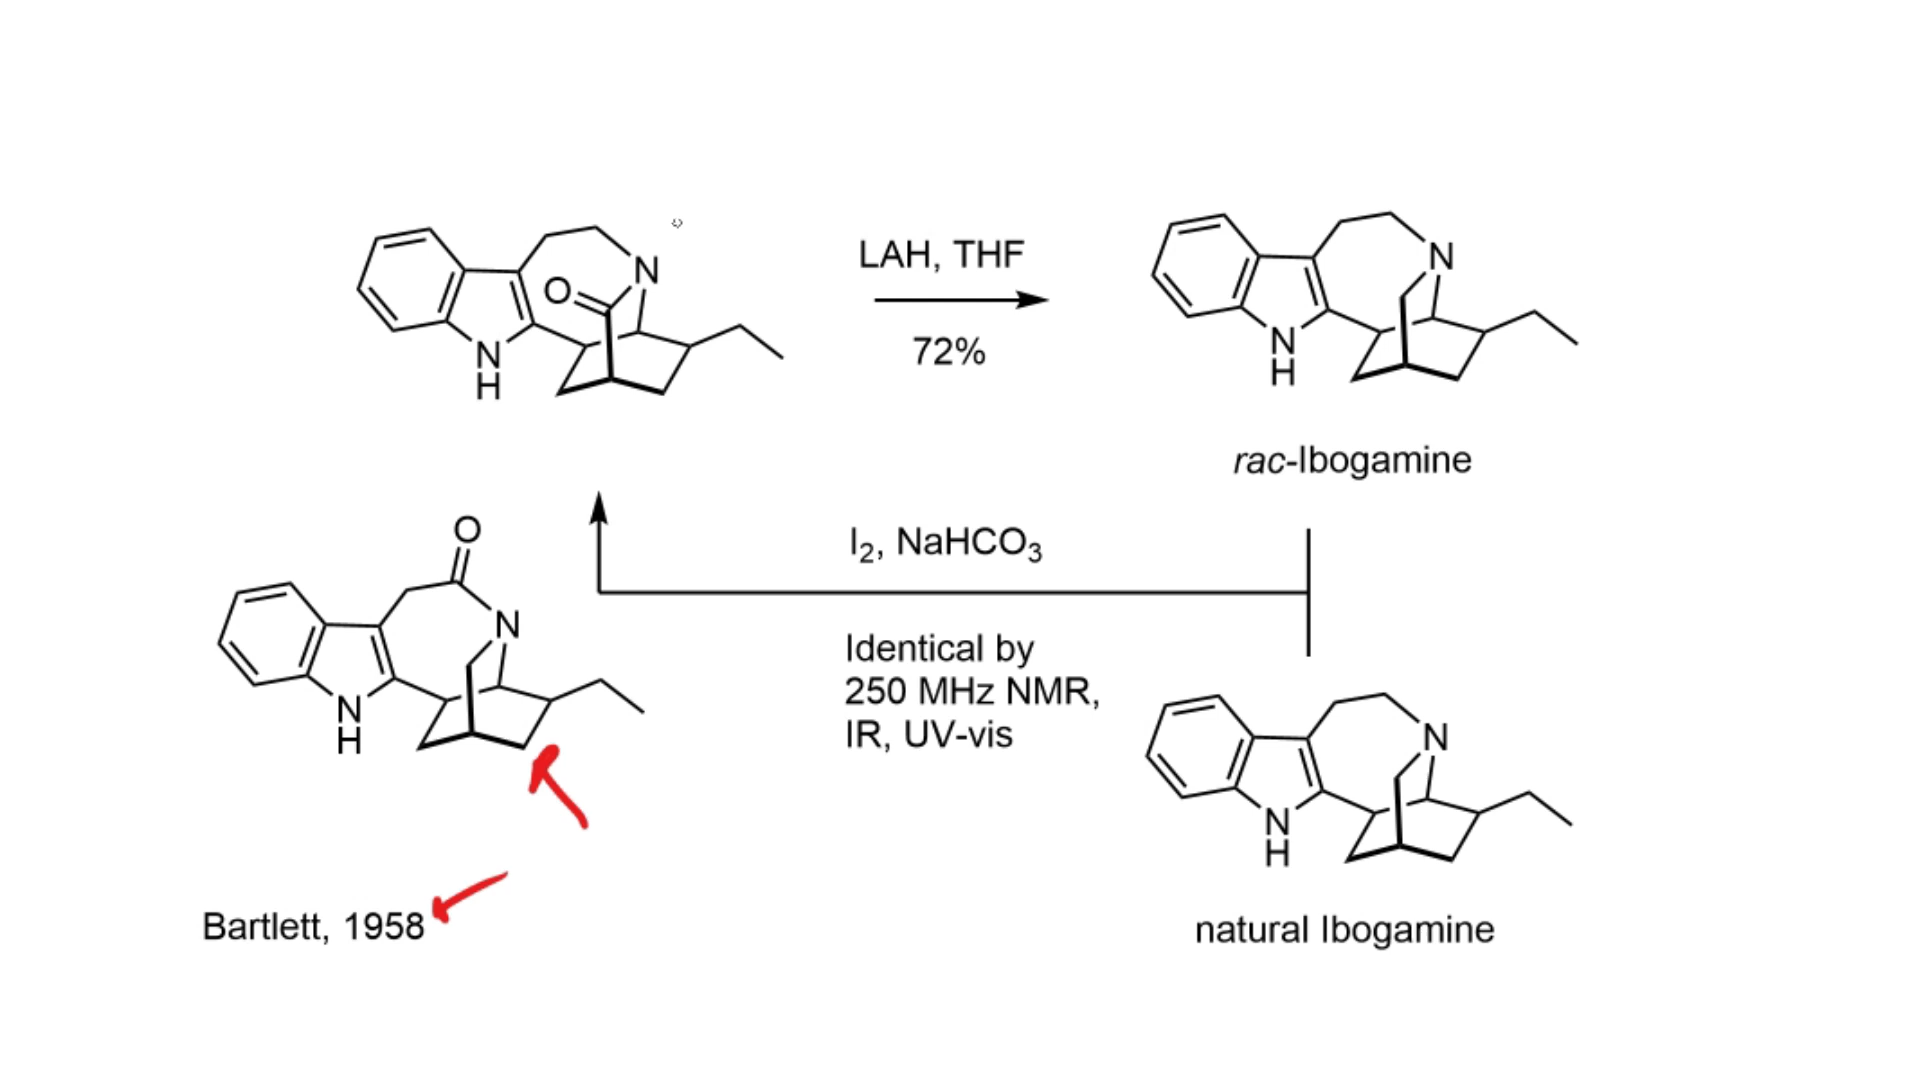 N
O
N
H
LAH, THF
72%
N
N
H
rac-Ibogamine
O
N
N
H
I₂, NaHCO₃
Identical by
250 MHz NMR,
IR, UV-vis
N
N
H
Bartlett, 1958
natural Ibogamine